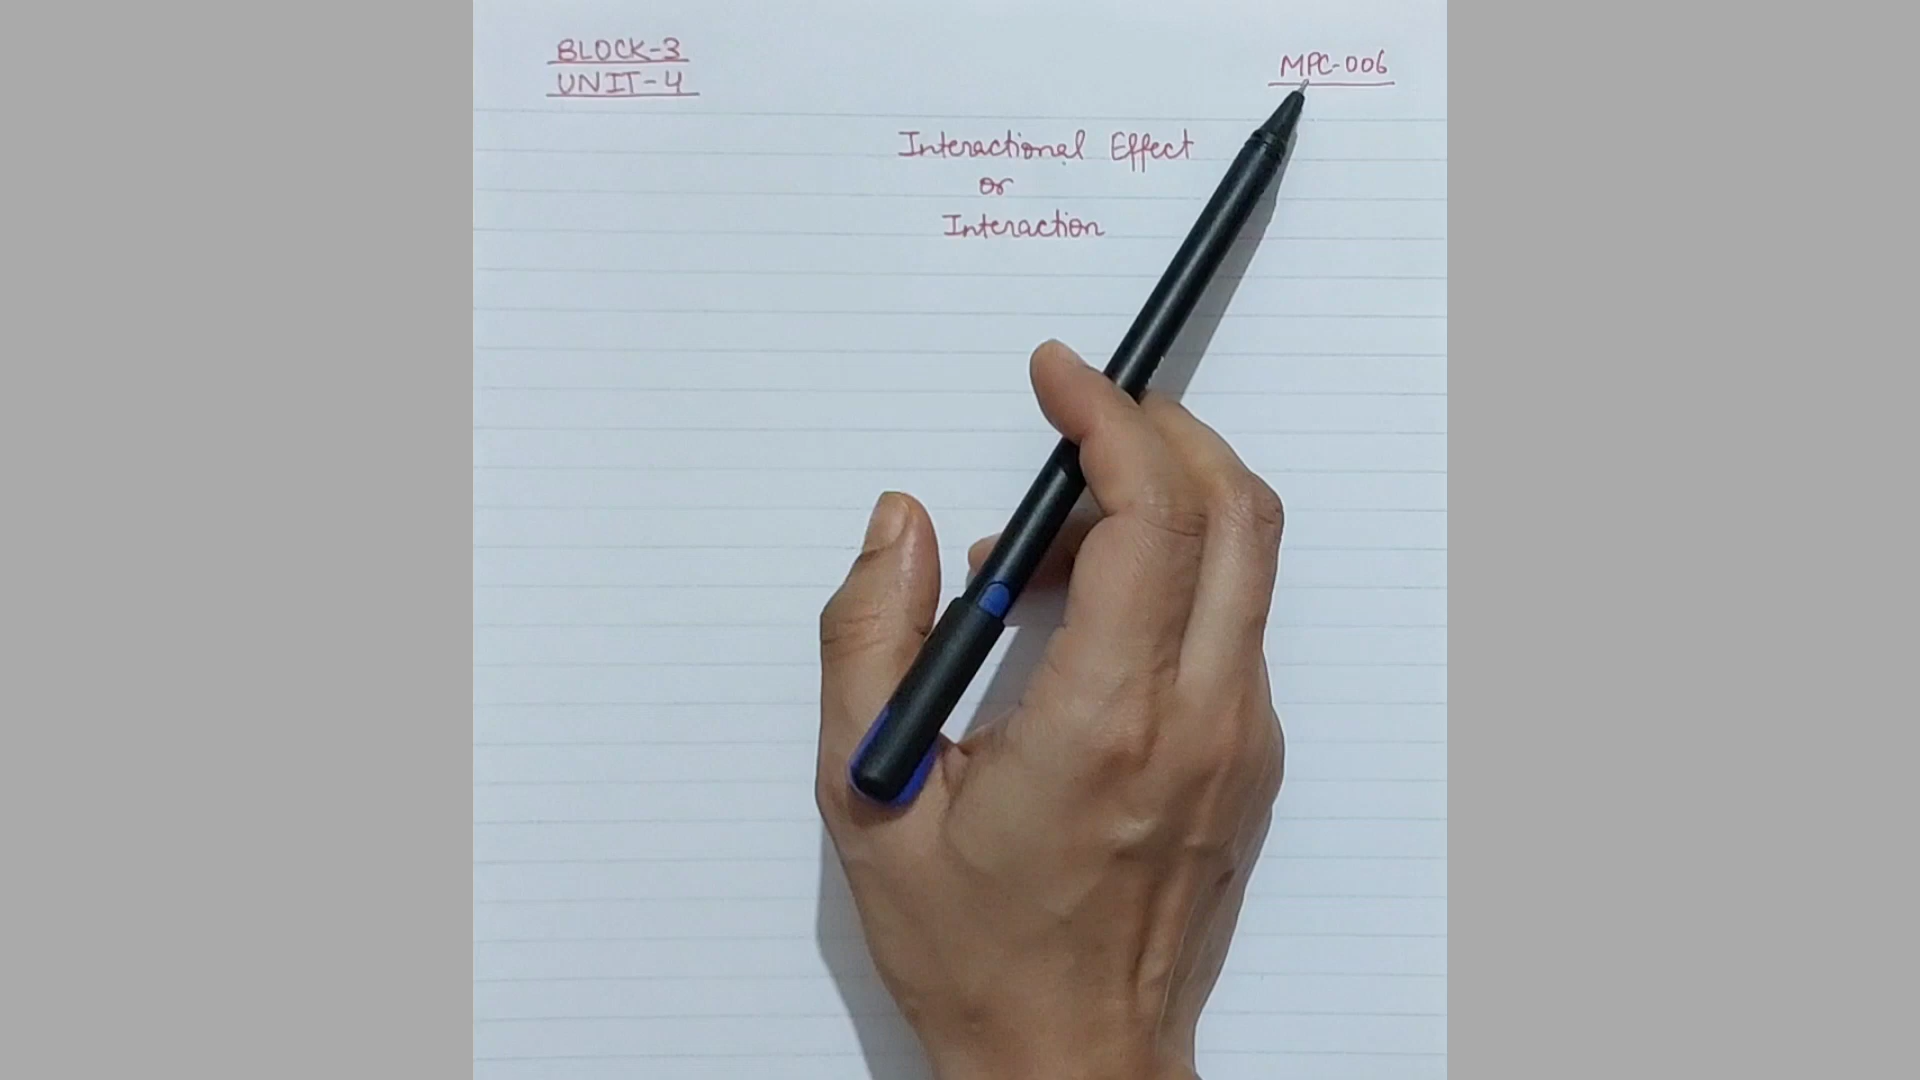 BLOCK-3
UNIT-4
MPC-006
Interactional Effect
or
Interaction